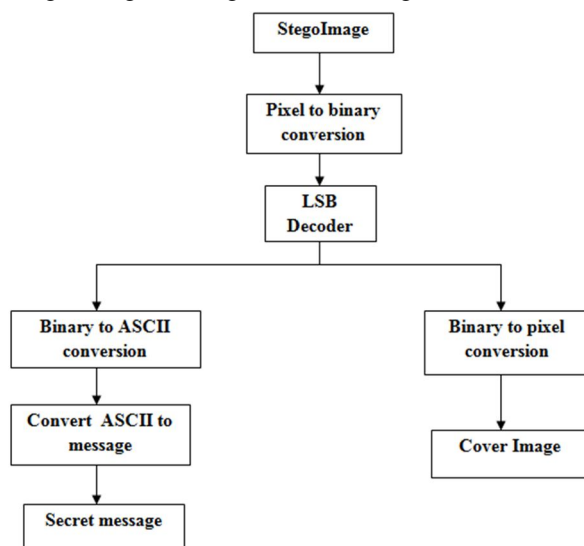 StegoImage
Pixel to binary
conversion
LSB
Decoder
Binary to ASCII
conversion
Binary to pixel
conversion
Convert ASCII to
message
Cover Image
Secret message